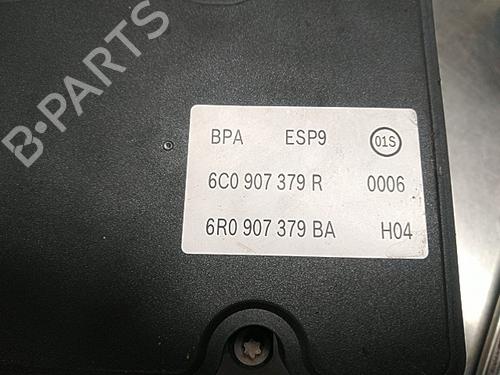 B-PARTS
BPA ESP9 01S
6C0 907 379 R 0006
6R0 907 379 BA H04